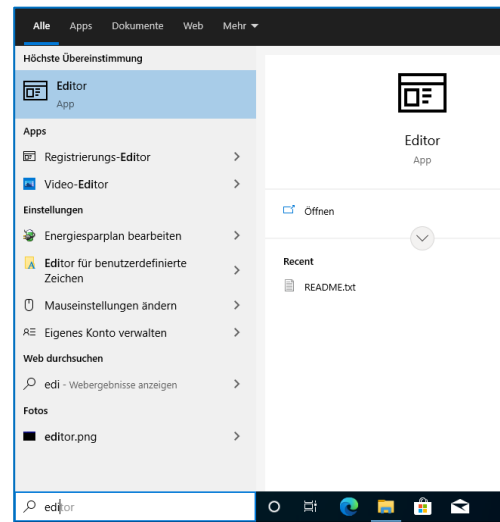 Alle Apps Dokumente Web Mehr
Höchste Übereinstimmung
Editor
App
Apps
Registrierungs-Editor
Video-Editor
Einstellungen
Energiesparplan bearbeiten
Editor für benutzerdefinierte
Zeichen
Mauseinstellungen ändern
Eigenes Konto verwalten
Web durchsuchen
edi - Webergebnisse anzeigen
Fotos
editor.png
editor
Editor
App
Öffnen
Recent
README.txt